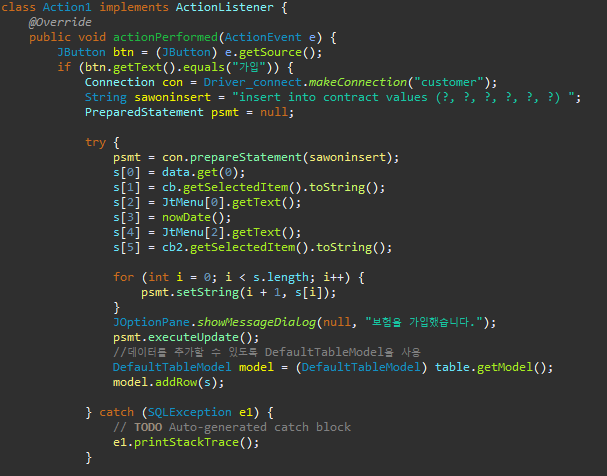 class Action1 implements ActionListener {
    @Override
    public void actionPerformed(ActionEvent e) {
        JButton btn = (JButton) e.getSource();
        if (btn.getText().equals("가입")) {
            Connection con = Driver_connect.makeConnection("customer");
            String sawoninsert = "insert into contract values (?, ?, ?, ?, ?, ?) ";
            PreparedStatement psmt = null;

            try {
                psmt = con.prepareStatement(sawoninsert);
                s[0] = data.get(0);
                s[1] = cb.getSelectedItem().toString();
                s[2] = JtMenu[0].getText();
                s[3] = nowDate();
                s[4] = JtMenu[2].getText();
                s[5] = cb2.getSelectedItem().toString();

                for (int i = 0; i < s.length; i++) {
                    psmt.setString(i + 1, s[i]);
                }
                JOptionPane.showMessageDialog(null, "보험을 가입했습니다.");
                psmt.executeUpdate();
                //데이터를 추가할 수 있도록 DefaultTableModel을 사용
                DefaultTableModel model = (DefaultTableModel) table.getModel();
                model.addRow(s);

            } catch (SQLException e1) {
                // TODO Auto-generated catch block
                e1.printStackTrace();
            }